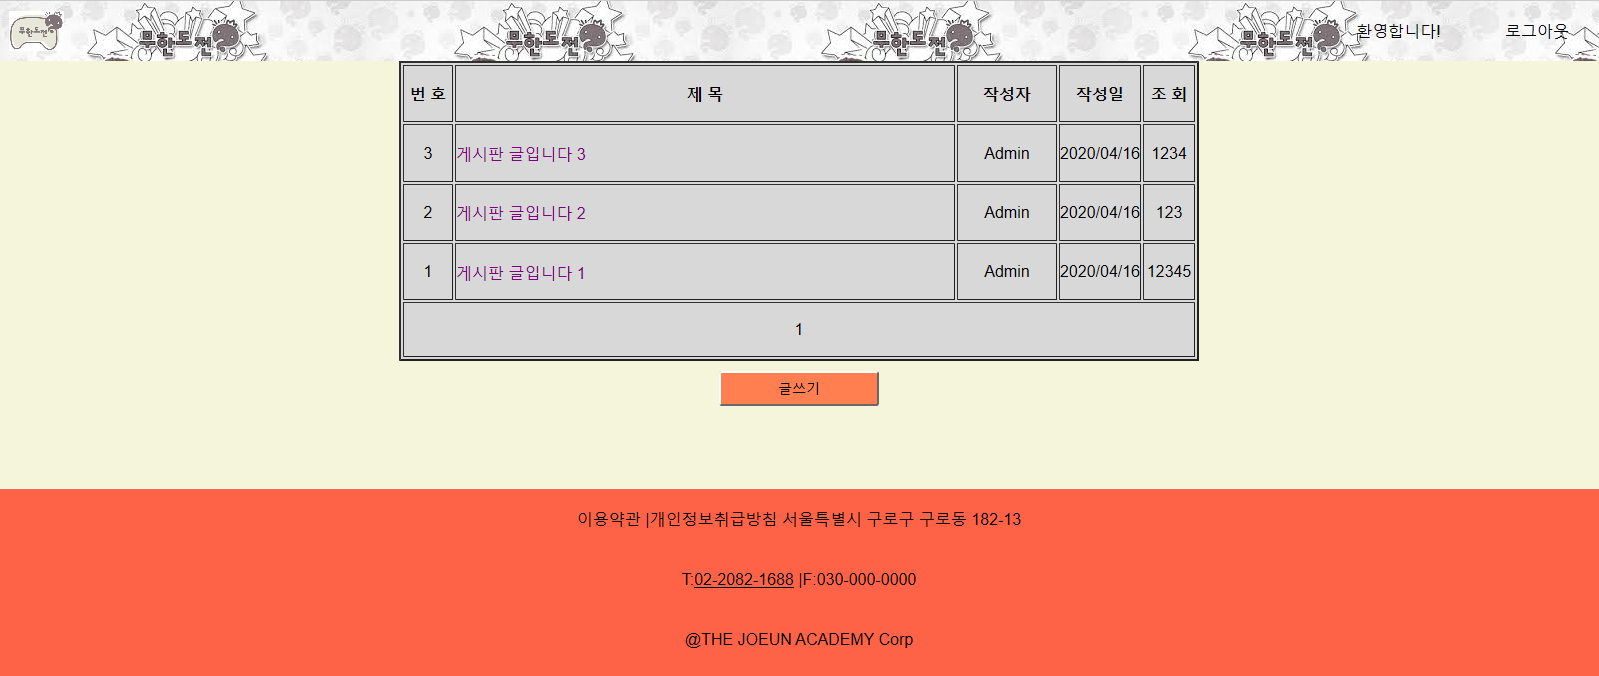 무한도전 무한도전 무한도전 무한도전 무한도전 환영합니다! 로그아웃
번 호 제 목 작성자 작성일 조 회
3 게시판 글입니다 3 Admin 2020/04/16 1234
2 게시판 글입니다 2 Admin 2020/04/16 123
1 게시판 글입니다 1 Admin 2020/04/16 12345
1
글쓰기
이용약관 |개인정보취급방침 서울특별시 구로구 구로동 182-13
T:02-2082-1688 |F:030-000-0000
@THE JOEUN ACADEMY Corp